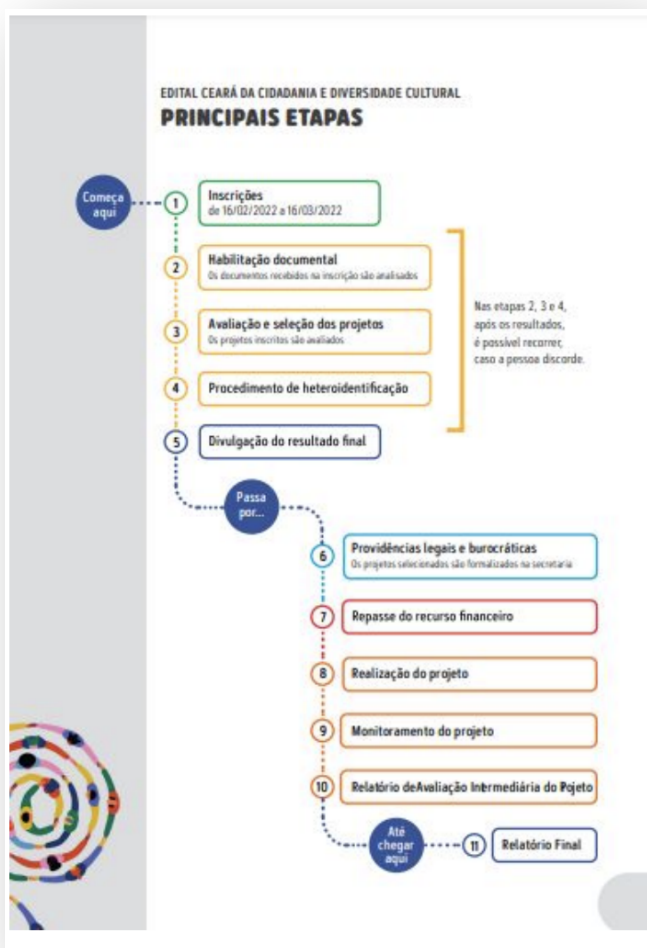 EDITAL CEARÁ DA CIDADANIA E DIVERSIDADE CULTURAL
PRINCIPAIS ETAPAS
Começa
aqui
1
Inscrições
de 16/02/2022 a 16/03/2022
2
Habilitação documental
Os documentos recebidos na inscrição são analisados
3
Avaliação e seleção dos projetos
Os projetos inscritos são avaliados
4
Procedimento de heteroidentificação
Nas etapas 2, 3 e 4,
após os resultados,
é possível recorrer,
caso a pessoa discorde.
5
Divulgação do resultado final
Passa
por...
6
Providências legais e burocráticas
Os projetos selecionados são formalizados na secretaria
7
Repasse do recurso financeiro
8
Realização do projeto
9
Monitoramento do projeto
10
Relatório deAvaliação Intermediária do Pojeto
Até
chegar
aqui
11
Relatório Final